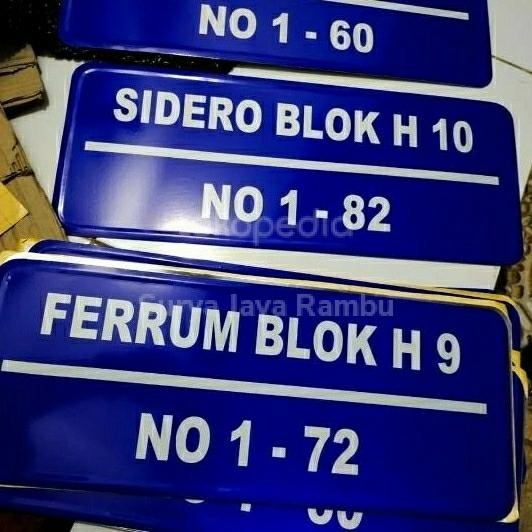 NO 1 - 60
SIDERO BLOK H 10
NO 1 - 82
tokopedia
Surya Jaya Rambu
FERRUM BLOK H 9
NO 1 - 72